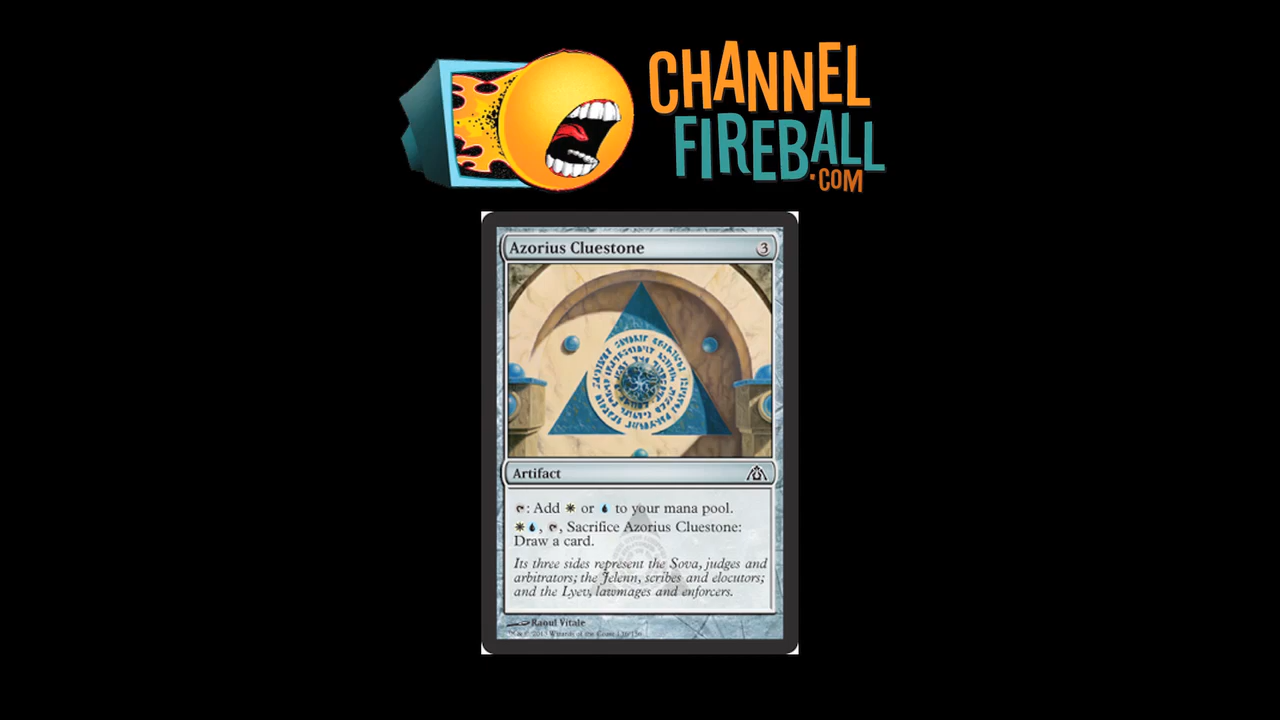 CHANNEL
FIREBALL
.COM
Azorius Cluestone 3
Artifact
: Add or to your mana pool.
, , Sacrifice Azorius Cluestone:
Draw a card.
Its three sides represent the Sova, judges and
arbitrators; the Jelenn, scribes and elocutors;
and the Lyev, lawmages and enforcers.
Raoul Vitale